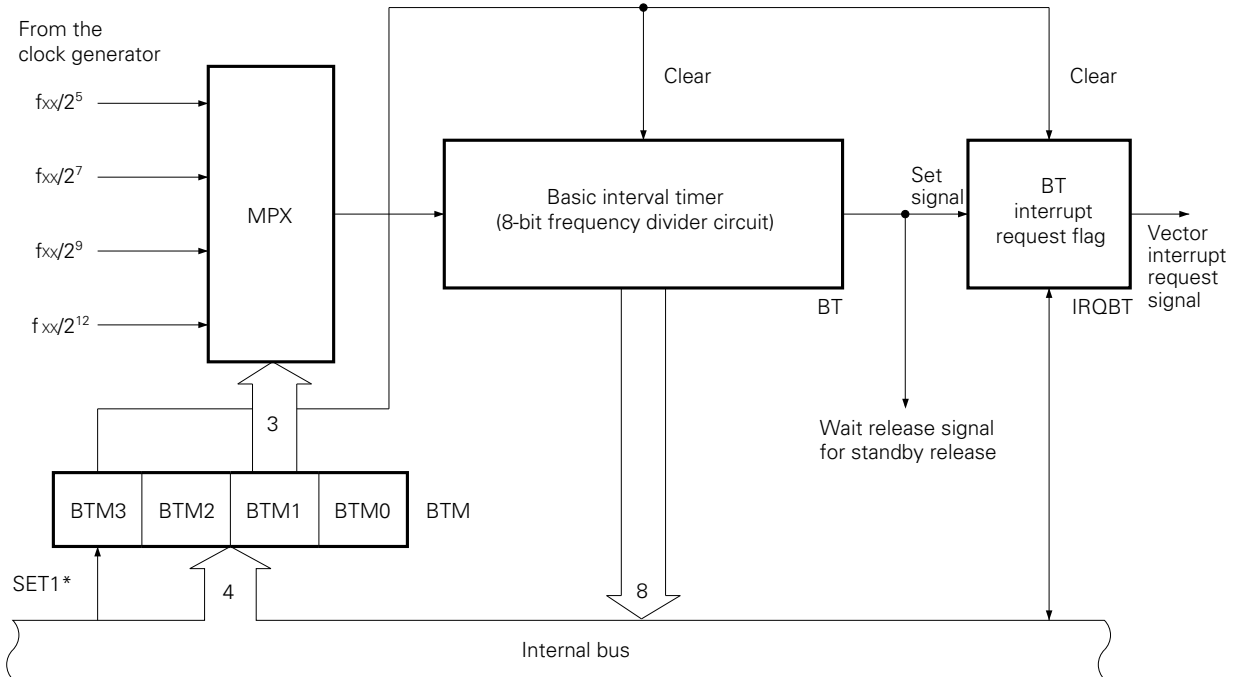 From the
clock generator
fxx/2⁵
fxx/2⁷
fxx/2⁹
fxx/2¹²
MPX
Clear
Clear
Basic interval timer
(8-bit frequency divider circuit)
BT
Set
signal
BT
interrupt
request flag
IRQBT
Vector
interrupt
request
signal
Wait release signal
for standby release
3
BTM3 BTM2 BTM1 BTM0 BTM
SET1*
4
8
Internal bus